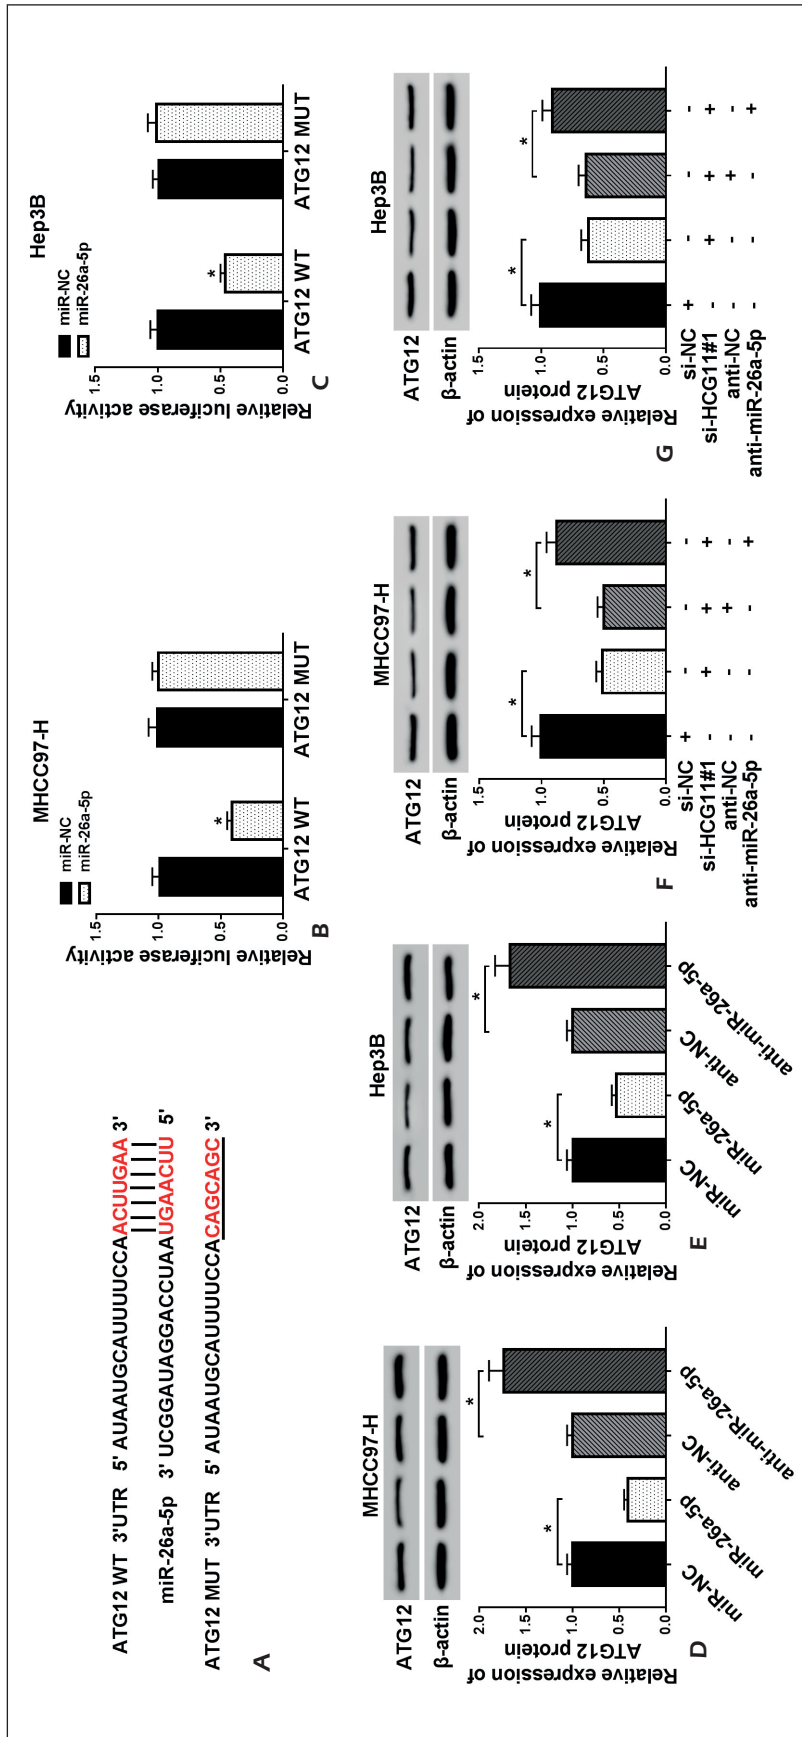 ATG12 WT 3'UTR 5' AUAAUGCAUUUUCCAACUUGAA 3'
miR-26a-5p 3' UCGGAUAGGACCUAAUGAACUU 5'
ATG12 MUT 3'UTR 5' AUAAUGCAUUUUCCACAGCAGC 3'
A
MHCC97-H
miR-NC
miR-26a-5p
Relative luciferase activity
1.5
1.0
0.5
0.0
*
ATG12 WT
ATG12 MUT
B
Hep3B
miR-NC
miR-26a-5p
Relative luciferase activity
1.5
1.0
0.5
0.0
*
ATG12 WT
ATG12 MUT
C
MHCC97-H
ATG12
β-actin
Relative expression of
ATG12 protein
2.0
1.5
1.0
0.5
0.0
*
*
miR-NC
miR-26a-5p
anti-NC
anti-miR-26a-5p
D
Hep3B
ATG12
β-actin
Relative expression of
ATG12 protein
2.0
1.5
1.0
0.5
0.0
*
*
miR-NC
miR-26a-5p
anti-NC
anti-miR-26a-5p
E
MHCC97-H
ATG12
β-actin
Relative expression of
ATG12 protein
1.5
1.0
0.5
0.0
*
*
si-NC + - - -
si-HCG11#1 - + + +
anti-NC - - + -
anti-miR-26a-5p - - - +
F
Hep3B
ATG12
β-actin
Relative expression of
ATG12 protein
1.5
1.0
0.5
0.0
*
*
si-NC + - - -
si-HCG11#1 - + + +
anti-NC - - + -
anti-miR-26a-5p - - - +
G